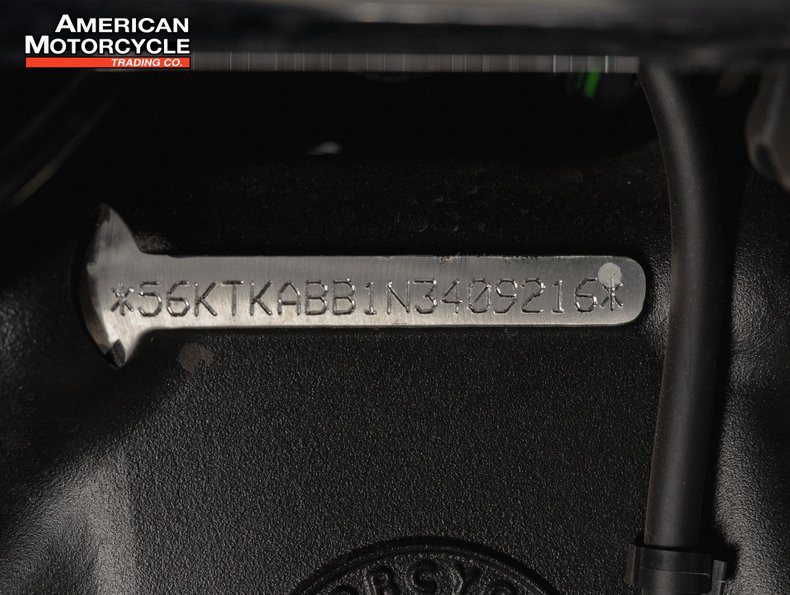 AMERICAN
MOTORCYCLE
TRADING CO.
*56KTKABB1N3409216*